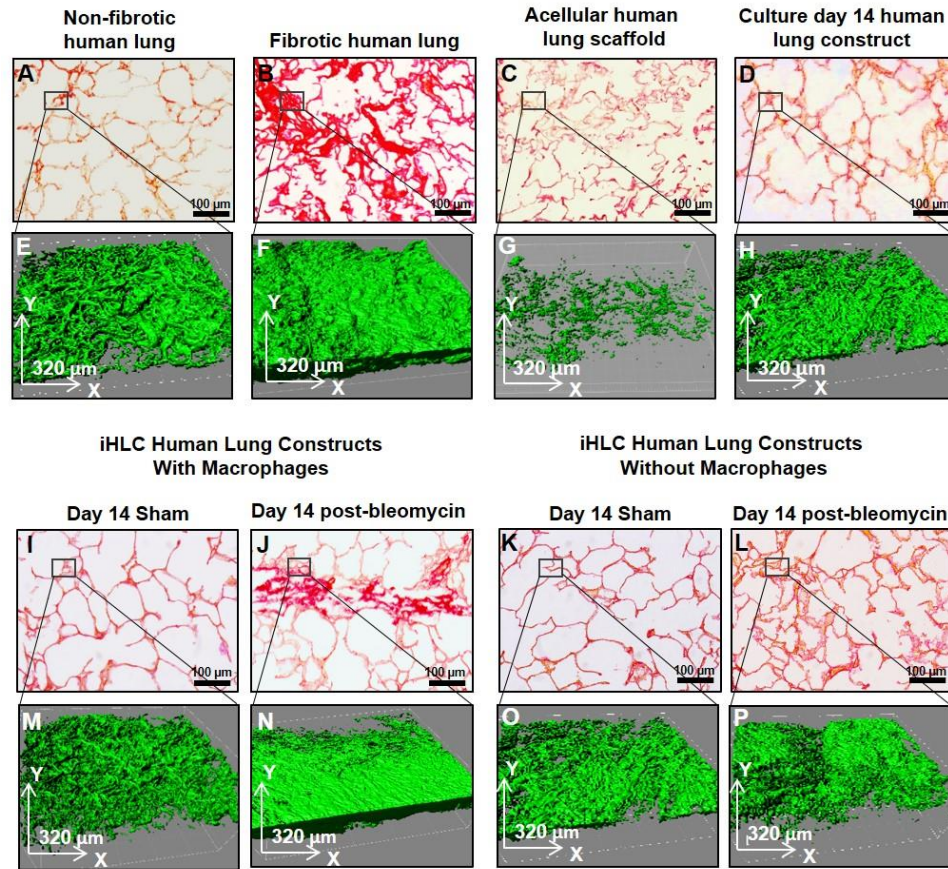 Non-fibrotic
human lung
Fibrotic human lung
Acellular human
lung scaffold
Culture day 14 human
lung construct
A
100 µm
B
100 µm
C
100 µm
D
100 µm
E
Y
320 µm
X
F
Y
320 µm
X
G
Y
320 µm
X
H
Y
320 µm
X
iHLC Human Lung Constructs
With Macrophages
iHLC Human Lung Constructs
Without Macrophages
Day 14 Sham
Day 14 post-bleomycin
Day 14 Sham
Day 14 post-bleomycin
I
100 µm
J
100 µm
K
100 µm
L
100 µm
M
Y
320 µm
X
N
Y
320 µm
X
O
Y
320 µm
X
P
Y
320 µm
X